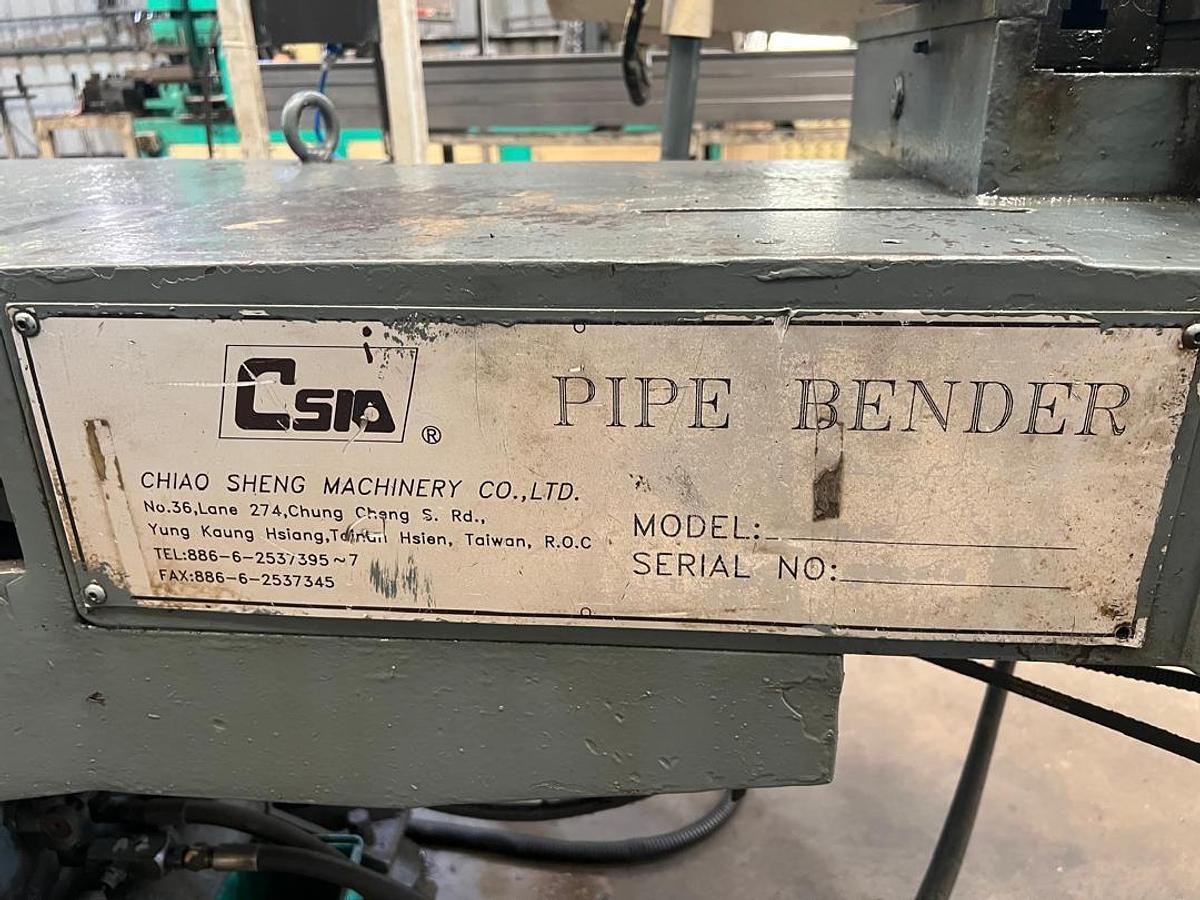 CSIA
®
PIPE BENDER
CHIAO SHENG MACHINERY CO.,LTD.
No.36,Lane 274,Chung Cheng S. Rd.,
Yung Kaung Hsiang,Tainan Hsien, Taiwan, R.O.C
TEL:886-6-2537395~7
FAX:886-6-2537345
MODEL:
SERIAL NO: